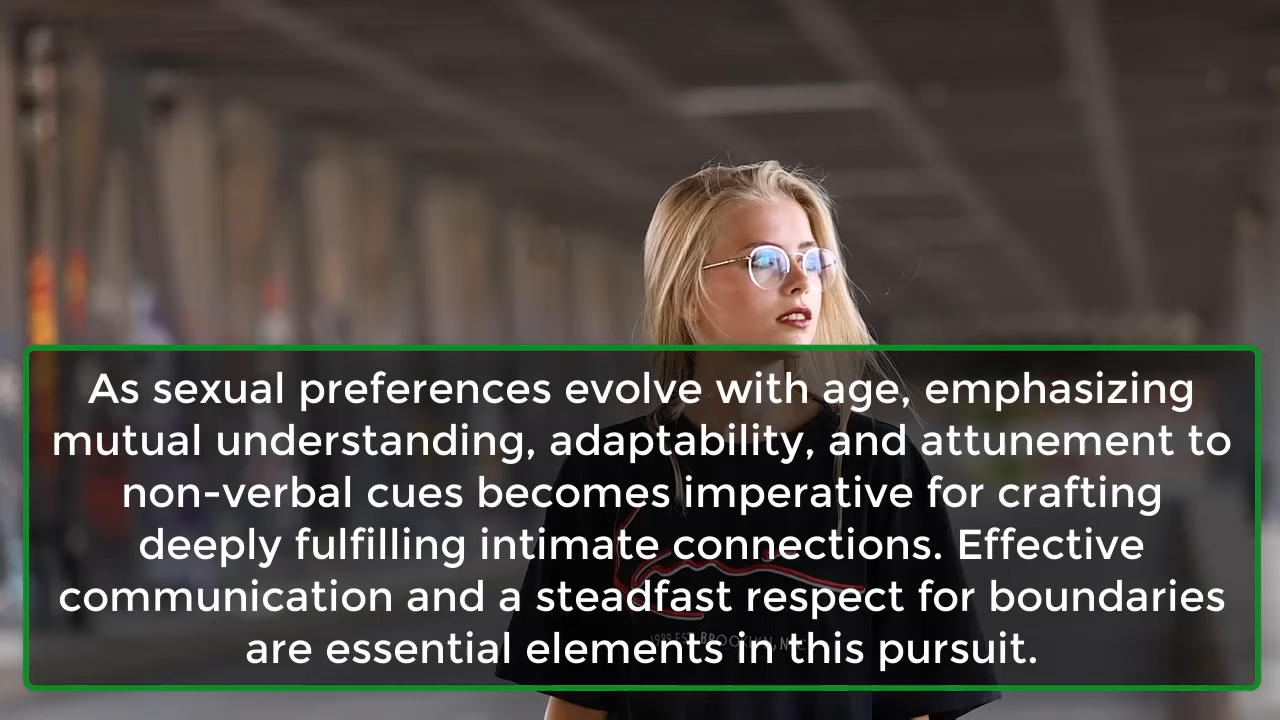 As sexual preferences evolve with age, emphasizing
mutual understanding, adaptability, and attunement to
non-verbal cues becomes imperative for crafting
deeply fulfilling intimate connections. Effective
communication and a steadfast respect for boundaries
are essential elements in this pursuit.
BROOKLYN, N.Y.